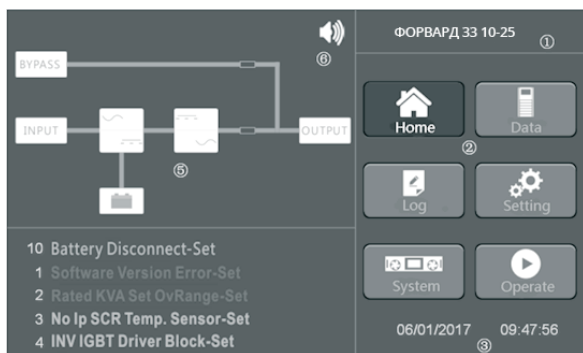 ФОРВАРД 33 10-25
①
⑥
BYPASS
INPUT
OUTPUT
⑤
Home
Data
②
Log
Setting
System
Operate
10 Battery Disconnect-Set
1 Software Version Error-Set
2 Rated KVA Set OvRange-Set
3 No Ip SCR Temp. Sensor-Set
4 INV IGBT Driver Block-Set
06/01/2017 09:47:56
③